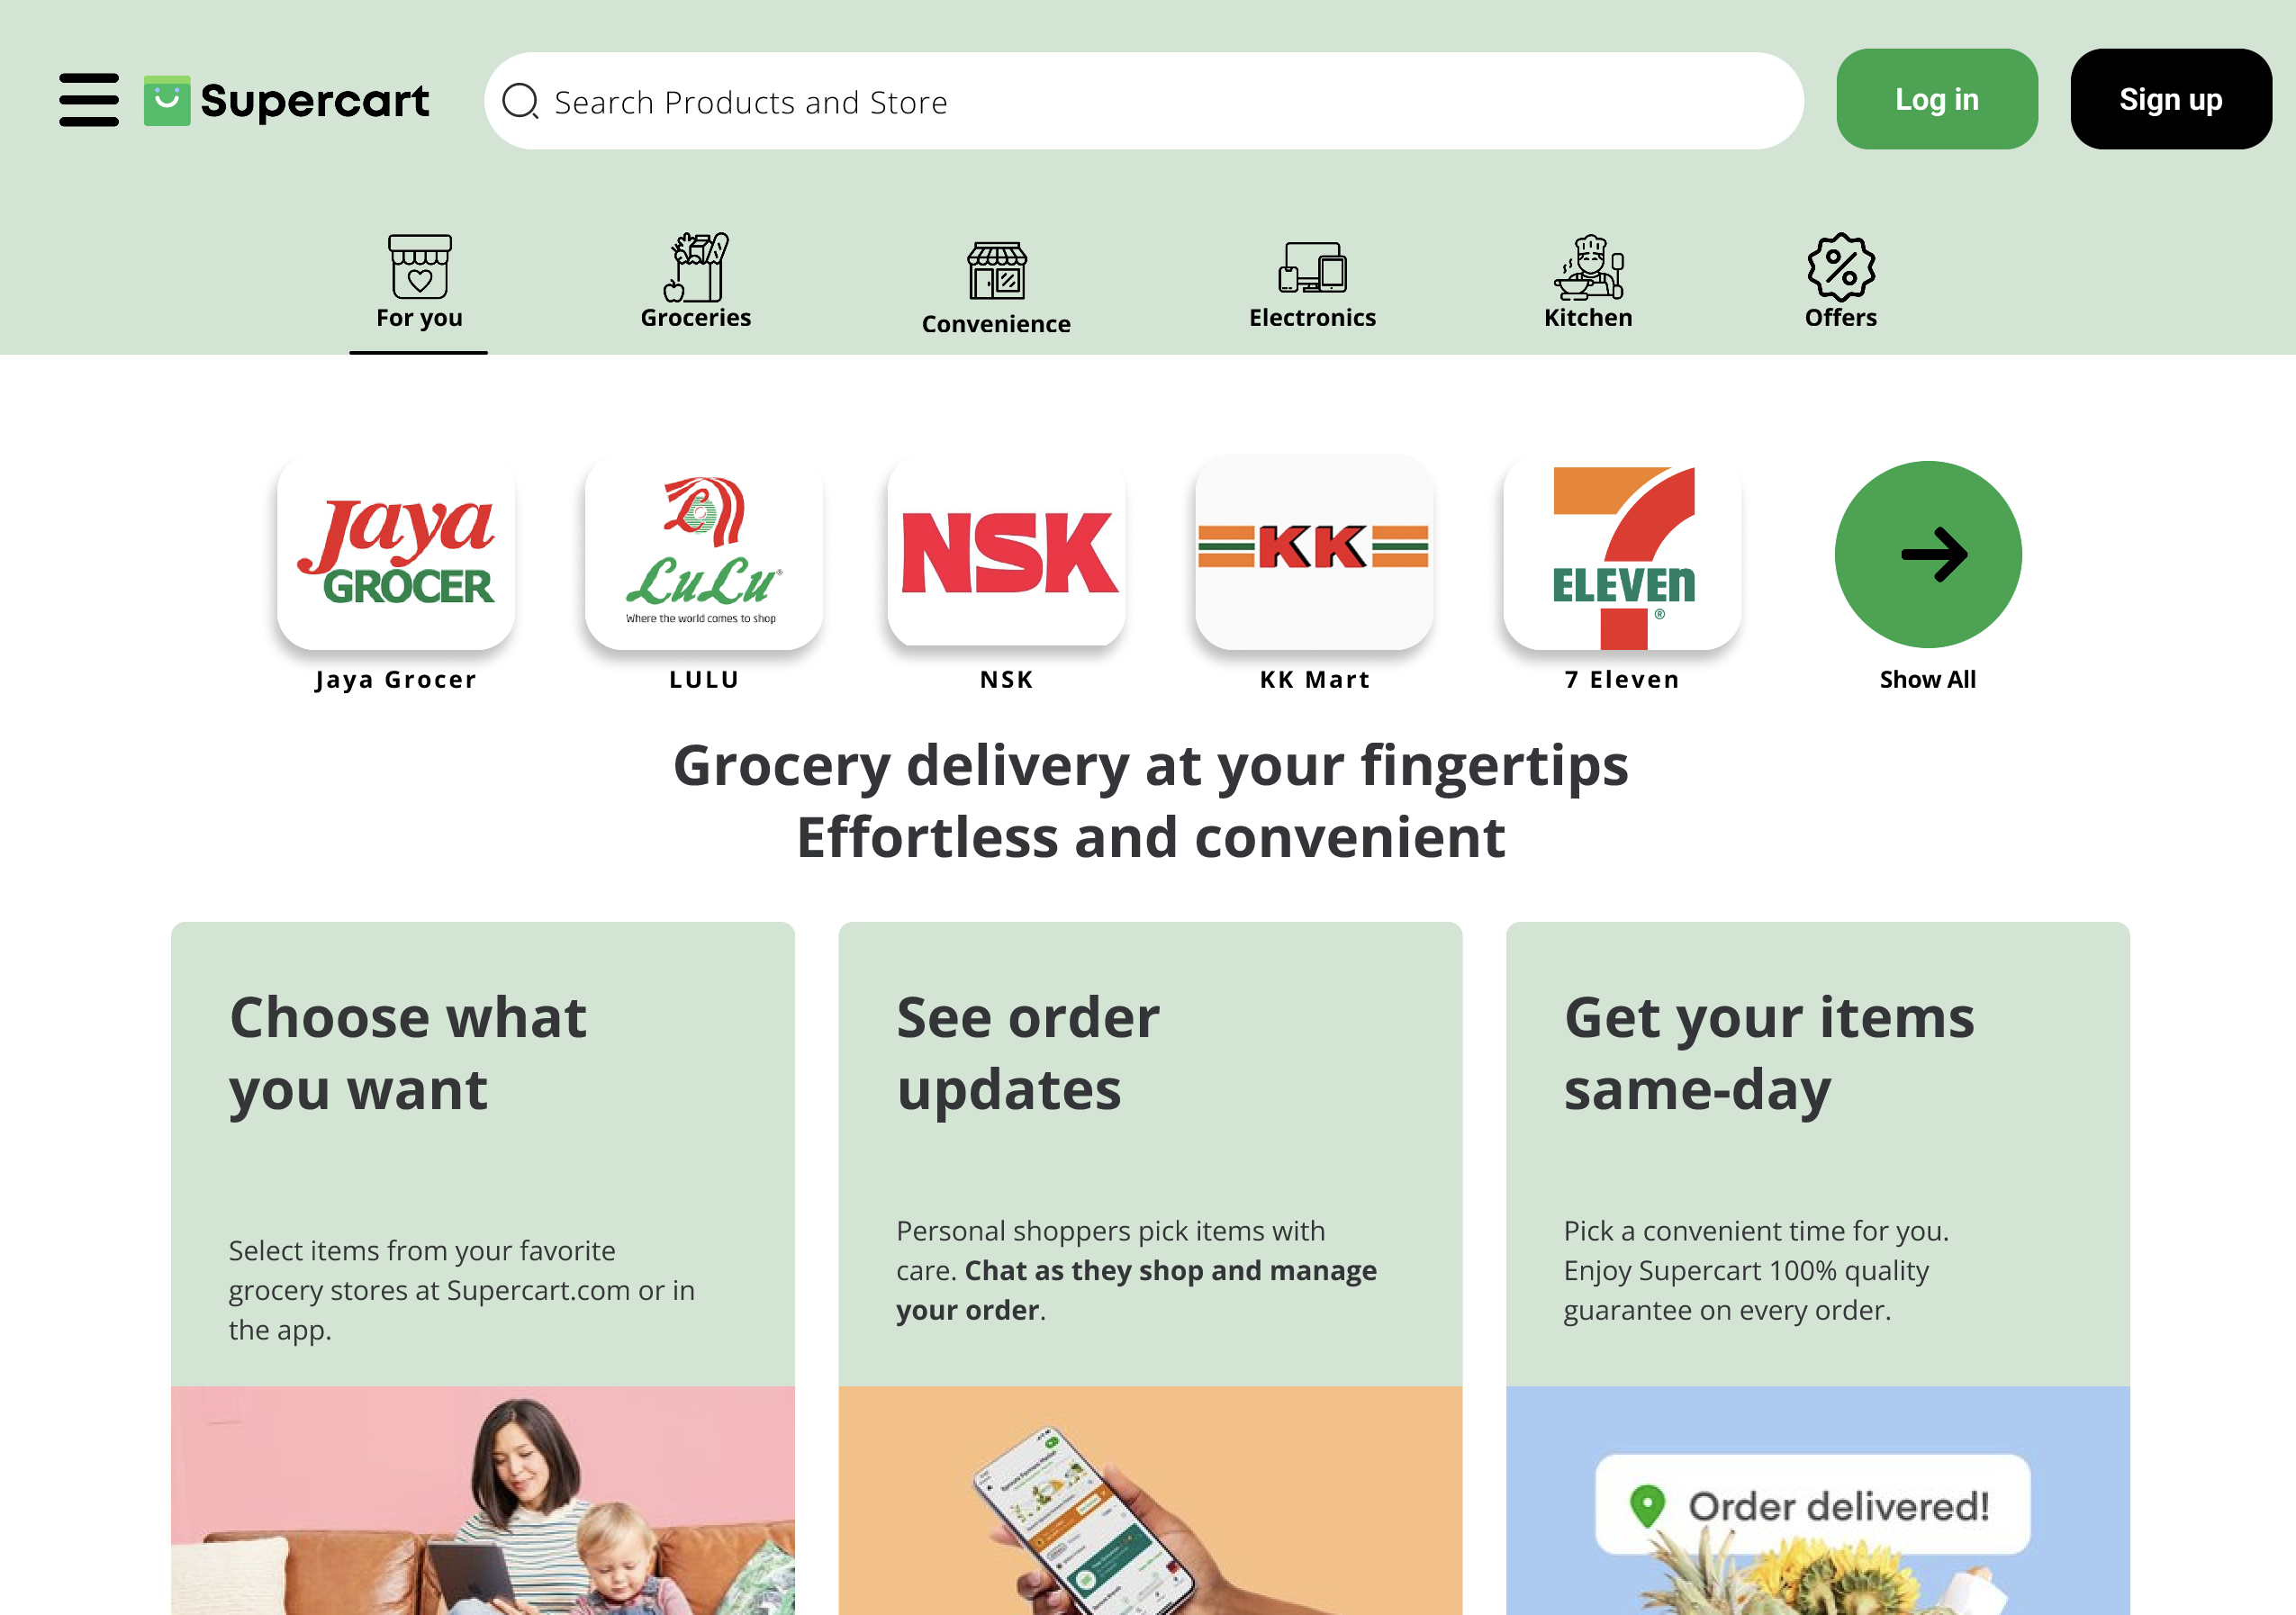 Supercart
Search Products and Store
Log in
Sign up
For you
Groceries
Convenience
Electronics
Kitchen
Offers
Jaya
GROCER
LuLu
Where the world comes to shop
NSK
KK
7
ELEVEn
®
Jaya Grocer
LULU
NSK
KK Mart
7 Eleven
Show All
Grocery delivery at your fingertips
Effortless and convenient
Choose what
you want
See order
updates
Get your items
same-day
Select items from your favorite
grocery stores at Supercart.com or in
the app.
Personal shoppers pick items with
care. Chat as they shop and manage
your order.
Pick a convenient time for you.
Enjoy Supercart 100% quality
guarantee on every order.
Order delivered!